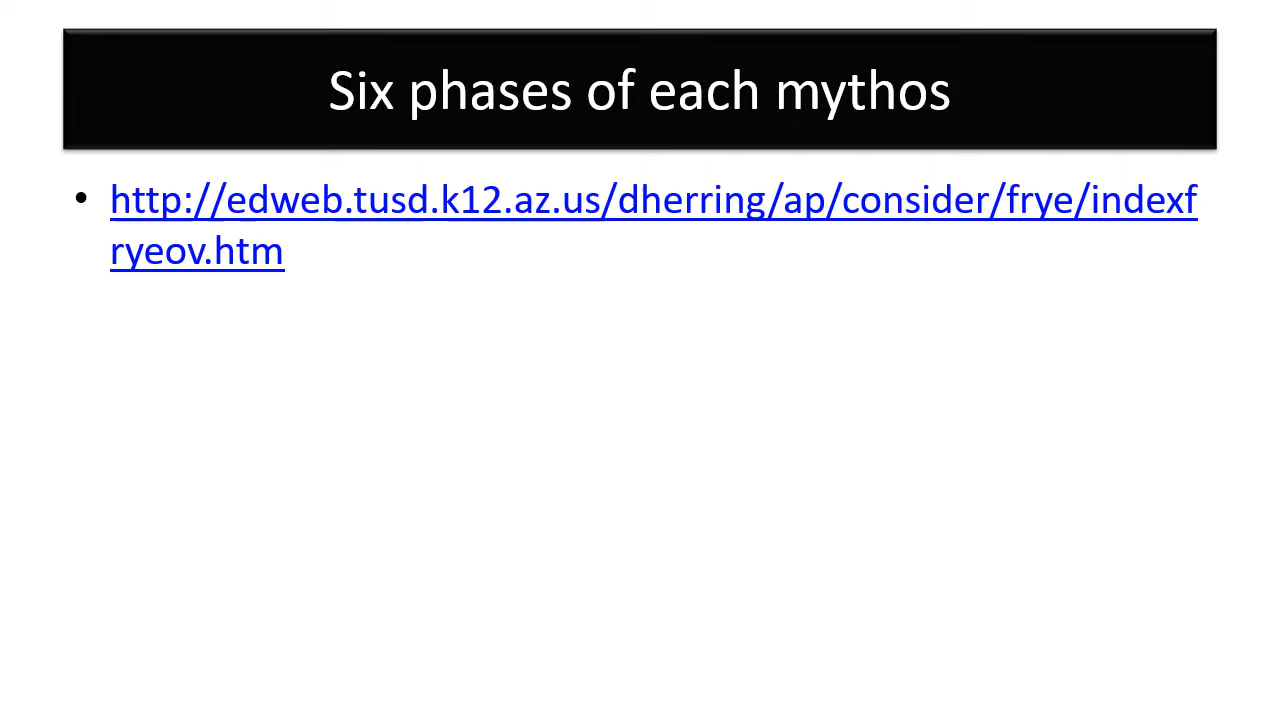 Six phases of each mythos
• http://edweb.tusd.k12.az.us/dherring/ap/consider/frye/indexf
ryeov.htm